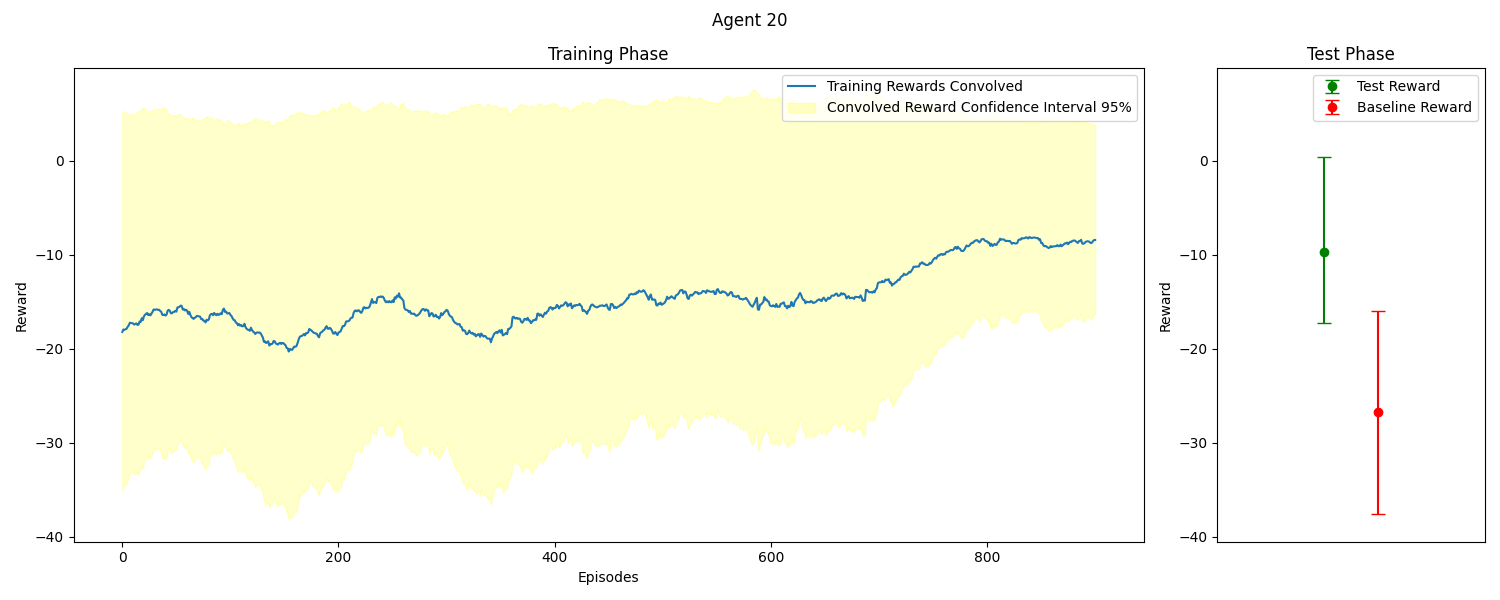 Agent 20
Training Phase
Training Rewards Convolved
Convolved Reward Confidence Interval 95%
Reward
0
−10
−20
−30
−40
0
200
400
600
800
Episodes
Test Phase
Test Reward
Baseline Reward
Reward
0
−10
−20
−30
−40